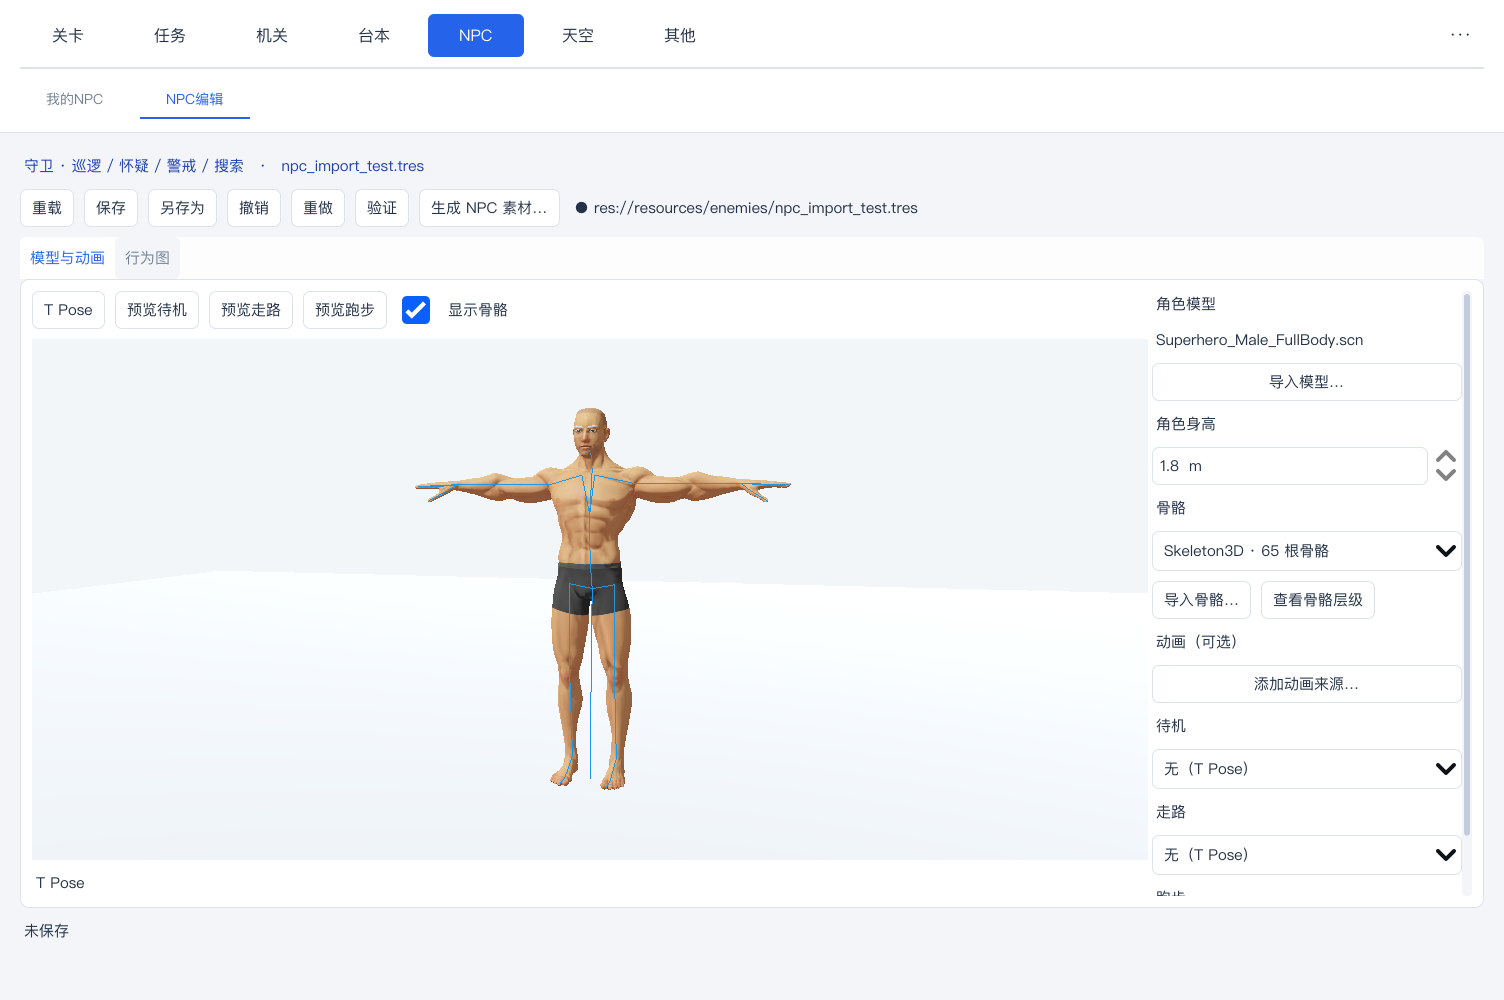 关卡 任务 机关 台本 NPC 天空 其他 ···
我的NPC NPC编辑
守卫 · 巡逻 / 怀疑 / 警戒 / 搜索 · npc_import_test.tres
重载 保存 另存为 撤销 重做 验证 生成 NPC 素材... ● res://resources/enemies/npc_import_test.tres
模型与动画 行为图
T Pose 预览待机 预览走路 预览跑步 显示骨骼
角色模型
Superhero_Male_FullBody.scn
导入模型...
角色身高
1.8 m
骨骼
Skeleton3D · 65 根骨骼
导入骨骼... 查看骨骼层级
动画（可选）
添加动画来源...
待机
无（T Pose）
走路
无（T Pose）
跑步
T Pose
未保存